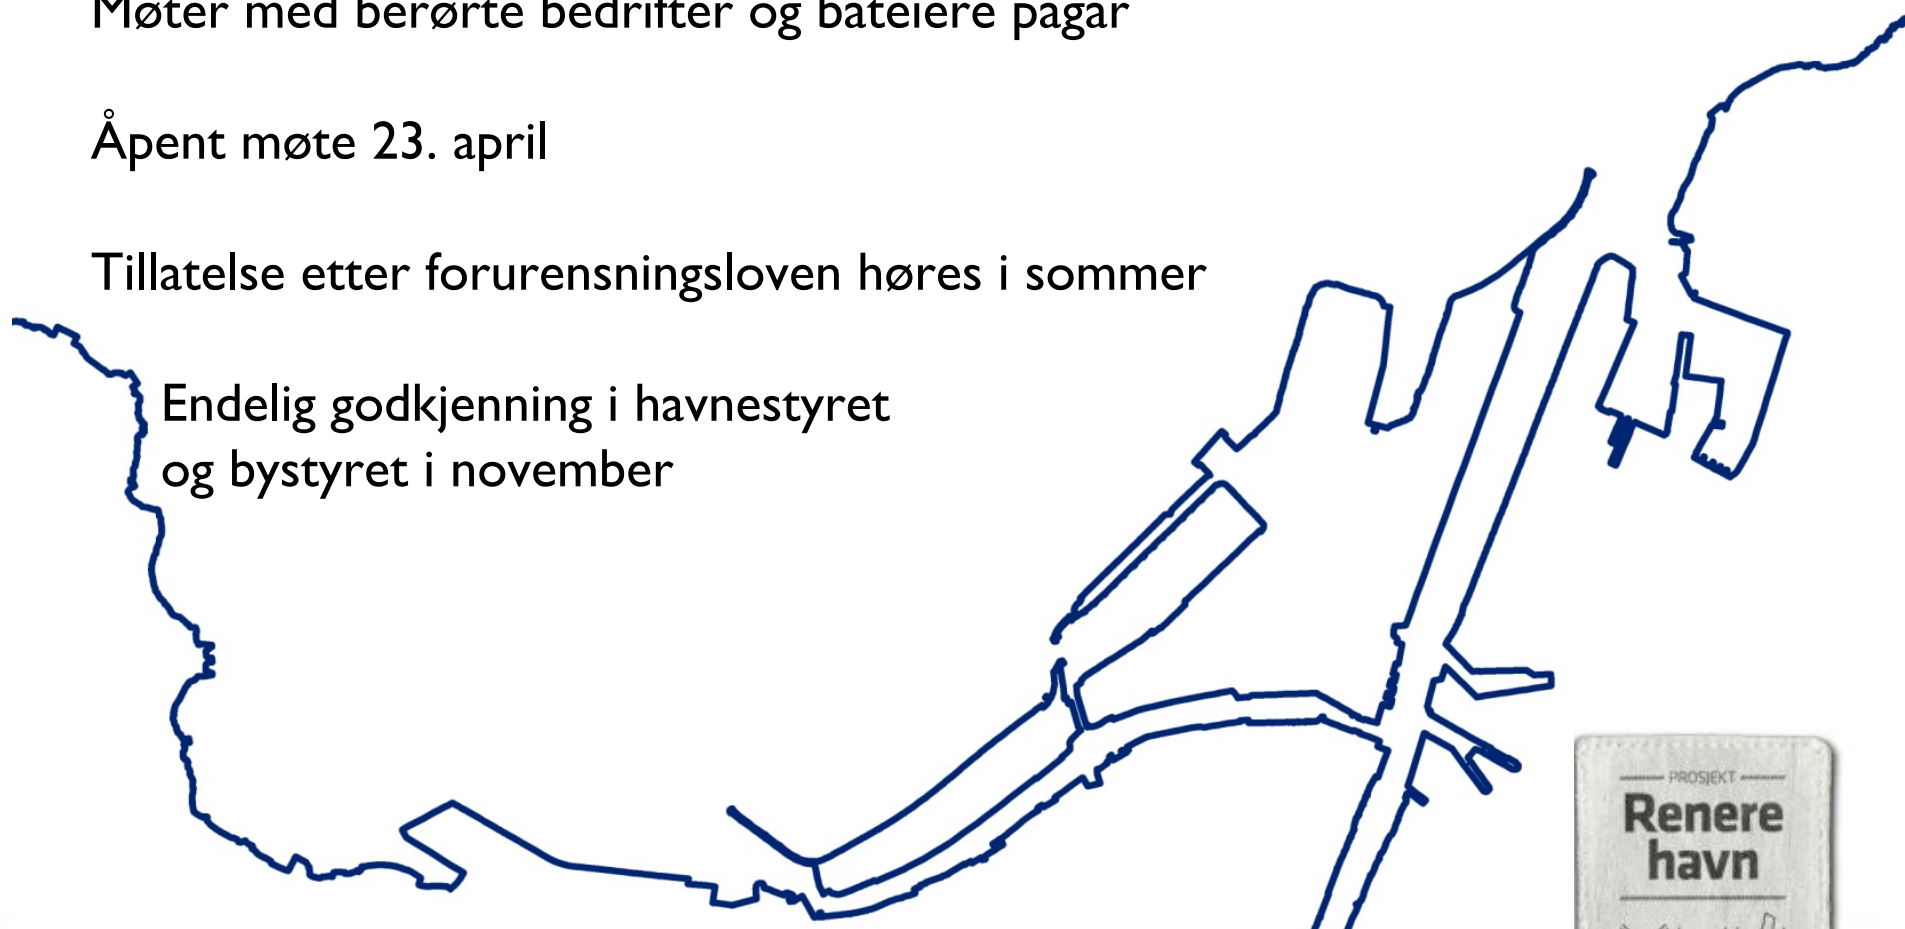 Møter med berørte bedrifter og båteiere pågår
Åpent møte 23. april
Tillatelse etter forurensningsloven høres i sommer
Endelig godkjenning i havnestyret
og bystyret i november
PROSJEKT
Renere
havn